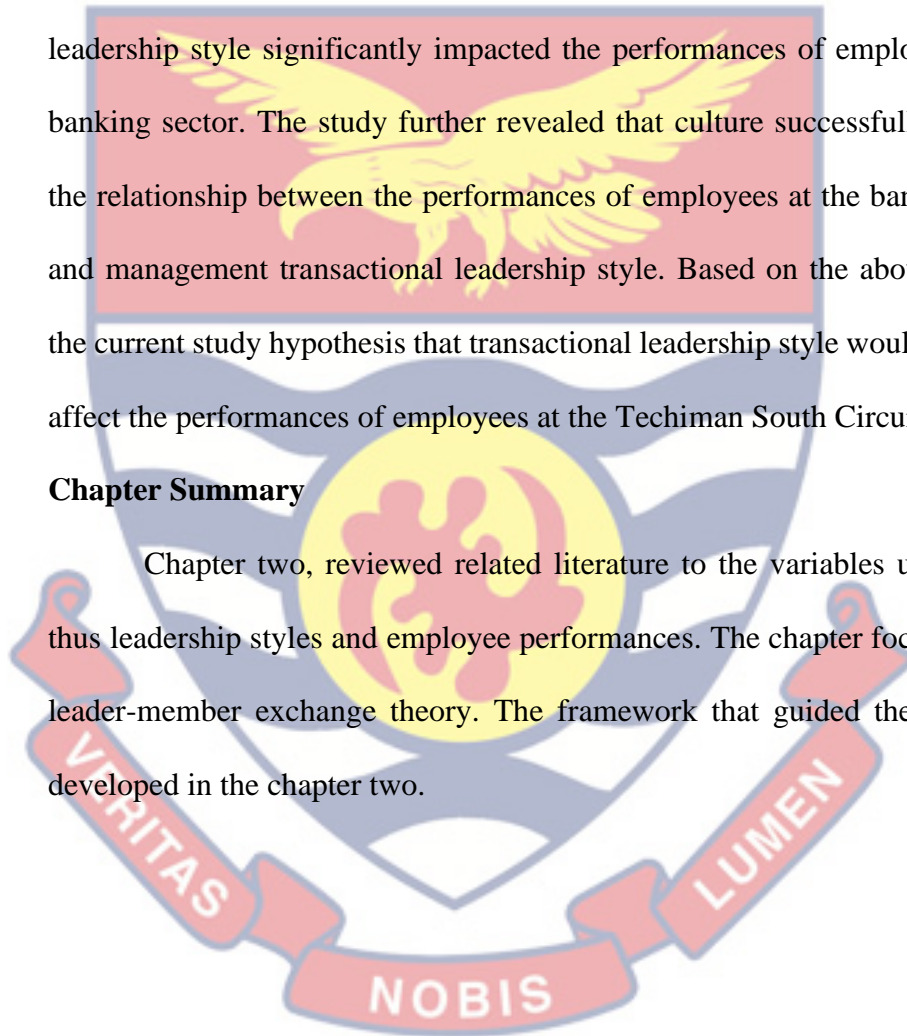 leadership style significantly impacted the performances of emplo
banking sector. The study further revealed that culture successfull
the relationship between the performances of employees at the ban
and management transactional leadership style. Based on the abo
the current study hypothesis that transactional leadership style woul
affect the performances of employees at the Techiman South Circu
Chapter Summary
Chapter two, reviewed related literature to the variables u
thus leadership styles and employee performances. The chapter foc
leader-member exchange theory. The framework that guided the
developed in the chapter two.
VERITAS
NOBIS
LUMEN